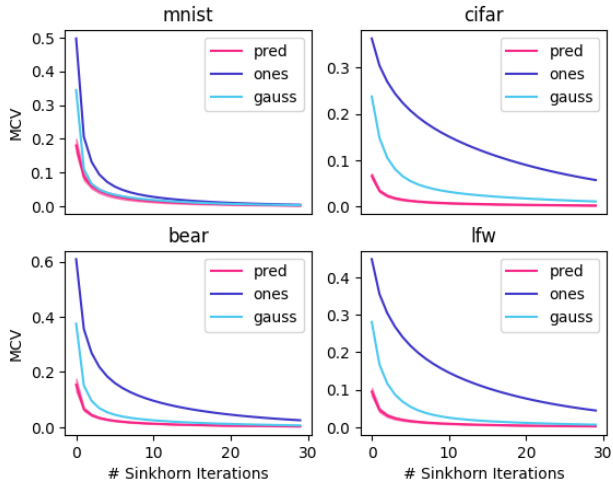 mnist
MCV
0.5
0.4
0.3
0.2
0.1
0.0
pred
ones
gauss
cifar
0.3
0.2
0.1
0.0
pred
ones
gauss
bear
MCV
0.6
0.4
0.2
0.0
pred
ones
gauss
0 10 20 30
# Sinkhorn Iterations
lfw
0.4
0.3
0.2
0.1
0.0
pred
ones
gauss
0 10 20 30
# Sinkhorn Iterations